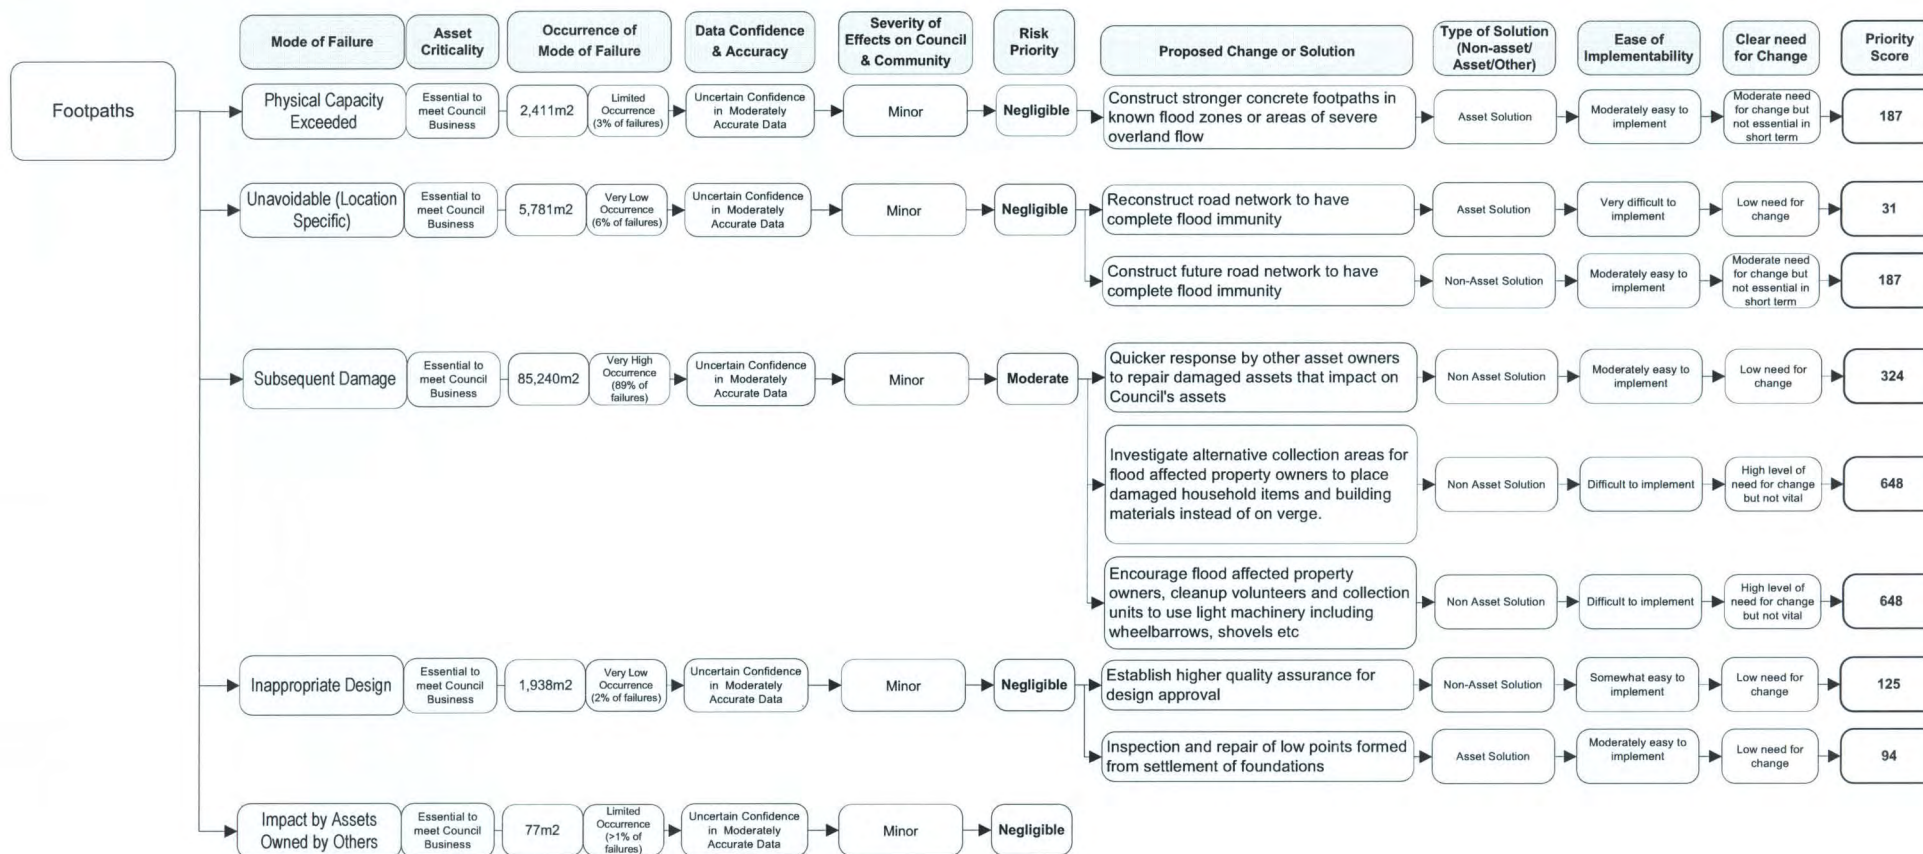 Mode of Failure
Asset
Criticality
Occurrence of
Mode of Failure
Data Confidence
& Accuracy
Severity of
Effects on Council
& Community
Risk
Priority
Proposed Change or Solution
Type of Solution
(Non-asset/
Asset/Other)
Ease of
Implementability
Clear need
for Change
Priority
Score
Footpaths
Physical Capacity
Exceeded
Essential to
meet Council
Business
2,411m2
Limited
Occurrence
(3% of failures)
Uncertain Confidence
in Moderately
Accurate Data
Minor
Negligible
Construct stronger concrete footpaths in
known flood zones or areas of severe
overland flow
Asset Solution
Moderately easy to
implement
Moderate need
for change but
not essential in
short term
187
Unavoidable (Location
Specific)
Essential to
meet Council
Business
5,781m2
Very Low
Occurrence
(6% of failures)
Uncertain Confidence
in Moderately
Accurate Data
Minor
Negligible
Reconstruct road network to have
complete flood immunity
Asset Solution
Very difficult to
implement
Low need for
change
31
Construct future road network to have
complete flood immunity
Non-Asset Solution
Moderately easy to
implement
Moderate need
for change but
not essential in
short term
187
Subsequent Damage
Essential to
meet Council
Business
85,240m2
Very High
Occurrence
(89% of
failures)
Uncertain Confidence
in Moderately
Accurate Data
Minor
Moderate
Quicker response by other asset owners
to repair damaged assets that impact on
Council's assets
Non Asset Solution
Moderately easy to
implement
Low need for
change
324
Investigate alternative collection areas for
flood affected property owners to place
damaged household items and building
materials instead of on verge.
Non Asset Solution
Difficult to implement
High level of
need for change
but not vital
648
Encourage flood affected property
owners, cleanup volunteers and collection
units to use light machinery including
wheelbarrows, shovels etc
Non Asset Solution
Difficult to implement
High level of
need for change
but not vital
648
Inappropriate Design
Essential to
meet Council
Business
1,938m2
Very Low
Occurrence
(2% of failures)
Uncertain Confidence
in Moderately
Accurate Data
Minor
Negligible
Establish higher quality assurance for
design approval
Non-Asset Solution
Somewhat easy to
implement
Low need for
change
125
Inspection and repair of low points formed
from settlement of foundations
Asset Solution
Moderately easy to
implement
Low need for
change
94
Impact by Assets
Owned by Others
Essential to
meet Council
Business
77m2
Limited
Occurrence
(>1% of
failures)
Uncertain Confidence
in Moderately
Accurate Data
Minor
Negligible